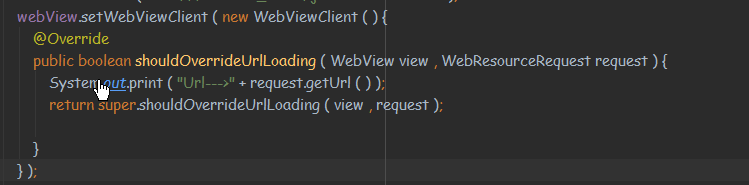 webView.setWebViewClient ( new WebViewClient ( ) {
@Override
public boolean shouldOverrideUrlLoading ( WebView view , WebResourceRequest request ) {
System.out.print ( "Url--->" + request.getUrl ( ) );
return super.shouldOverrideUrlLoading ( view , request );
}
} );